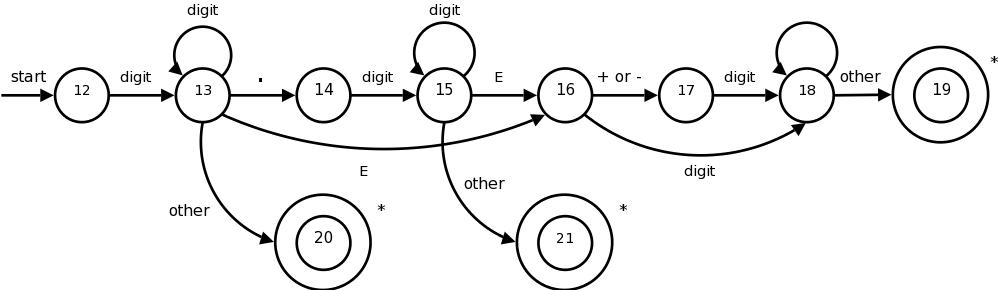 digit
digit
start
digit
.
digit
E
+ or -
digit
other
*
12
13
14
15
16
17
18
19
E
digit
other
other
*
*
20
21